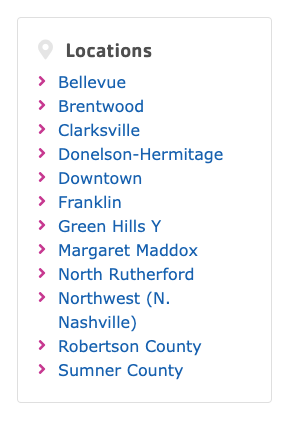 Locations
Bellevue
Brentwood
Clarksville
Donelson-Hermitage
Downtown
Franklin
Green Hills Y
Margaret Maddox
North Rutherford
Northwest (N.
Nashville)
Robertson County
Sumner County